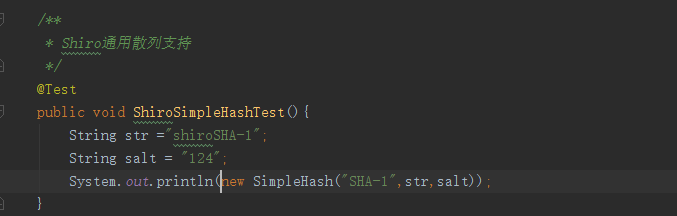 /**
* Shiro通用散列支持
*/
@Test
public void ShiroSimpleHashTest(){
String str ="shiroSHA-1";
String salt = "124";
System.out.println(new SimpleHash("SHA-1",str,salt));
}